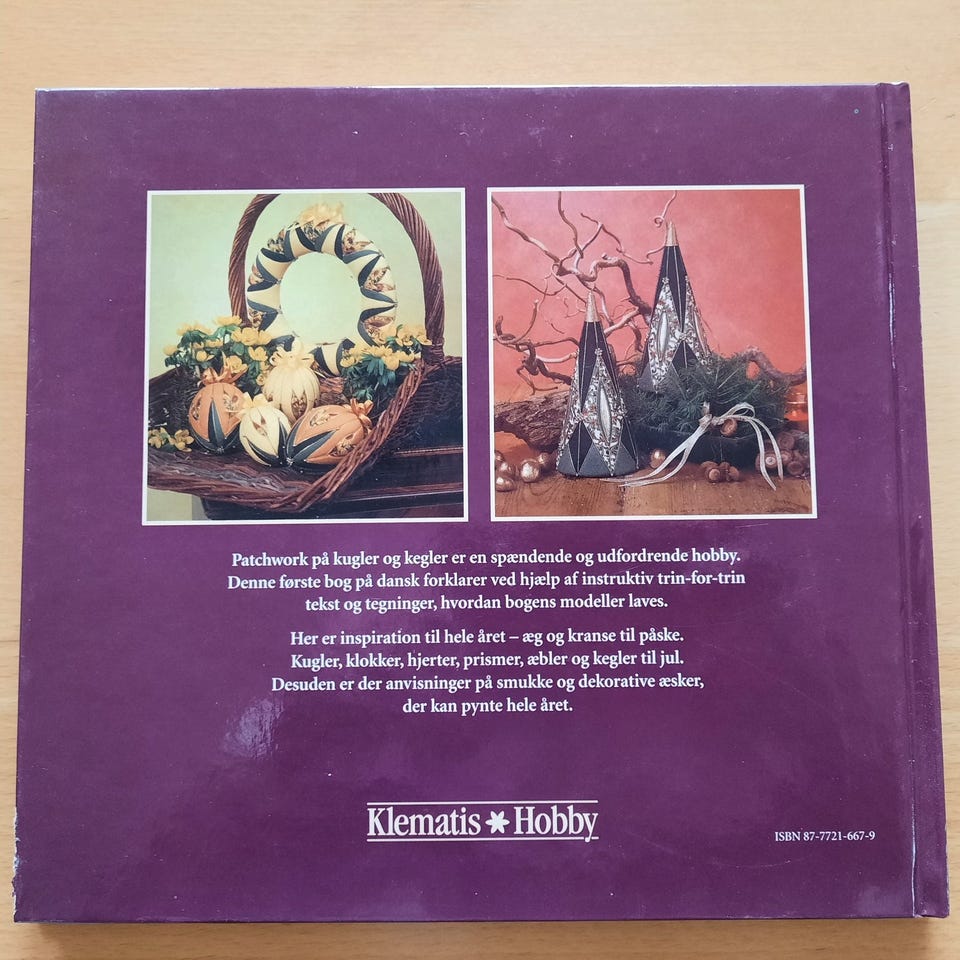 Patchwork på kugler og kegler er en spændende og udfordrende hobby.
Denne første bog på dansk forklarer ved hjælp af instruktiv trin-for-trin
tekst og tegninger, hvordan bogens modeller laves.
Her er inspiration til hele året – æg og kranse til påske.
Kugler, klokker, hjerter, prismer, æbler og kegler til jul.
Desuden er der anvisninger på smukke og dekorative æsker,
der kan pynte hele året.
Klematis Hobby
ISBN 87-7721-667-9